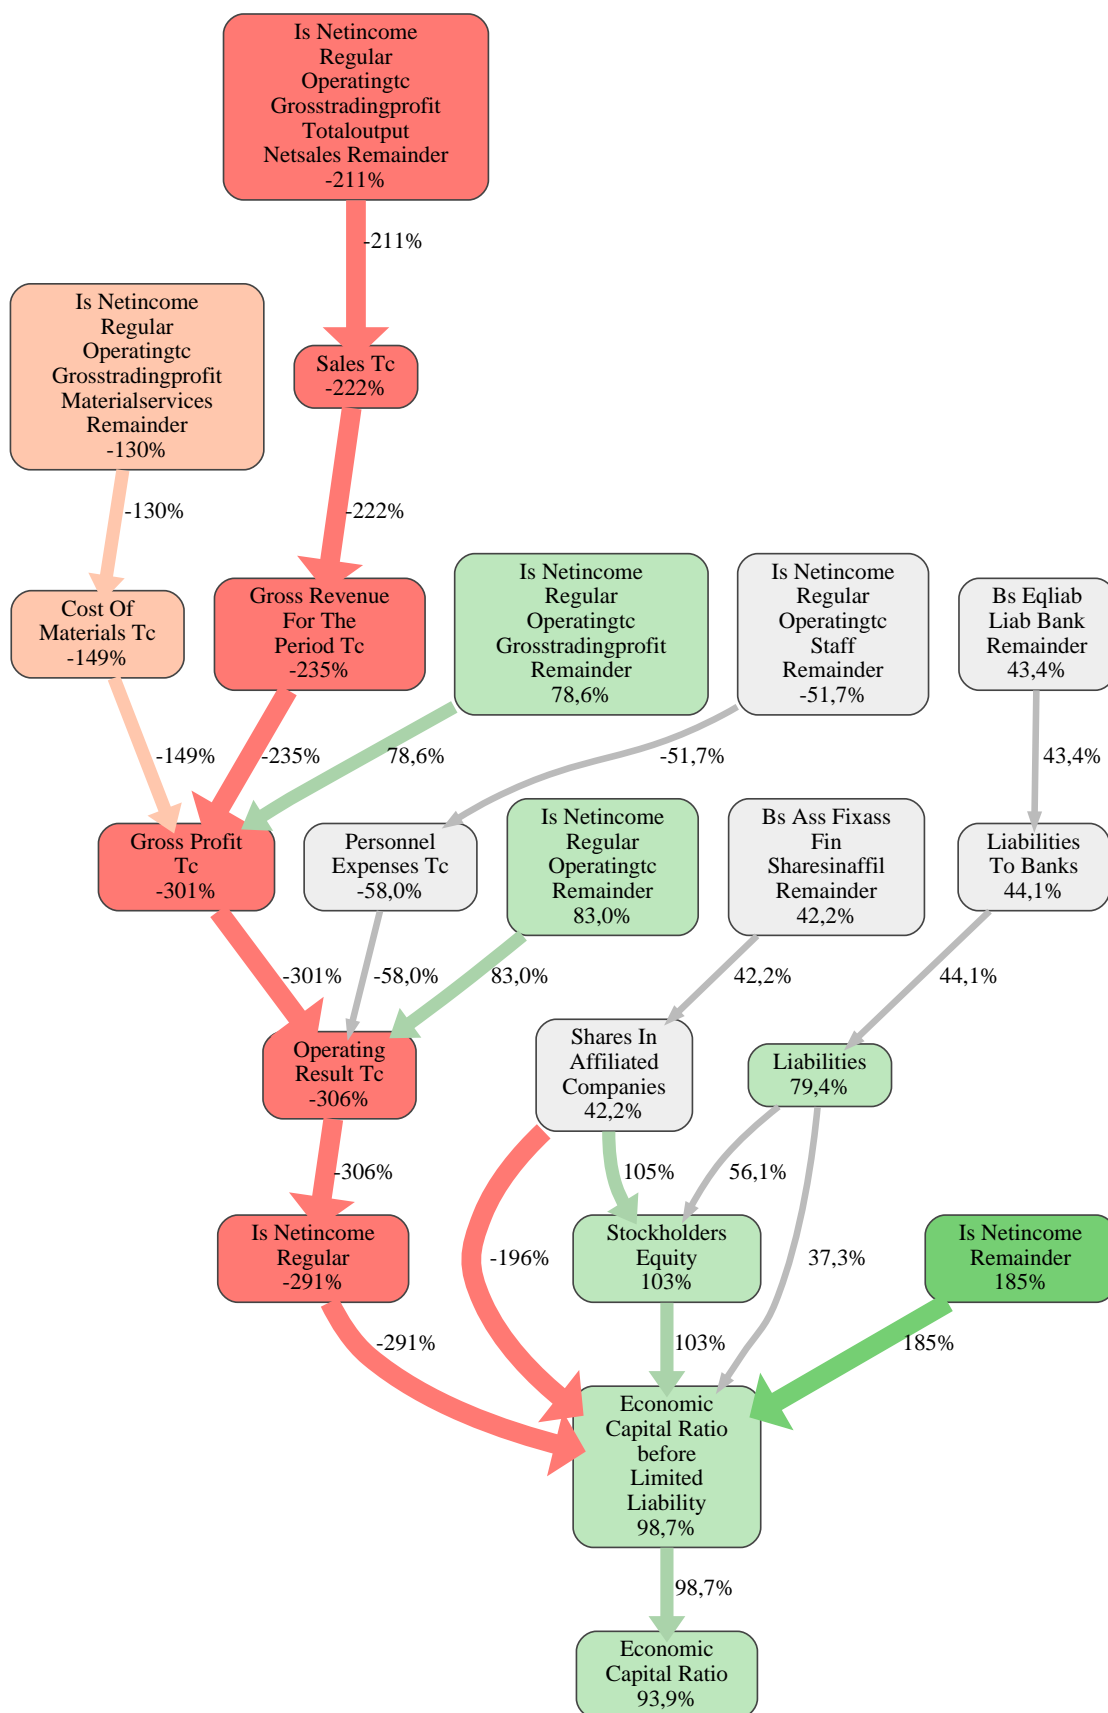 Is Netincome
Regular
Operatingtc
Grosstradingprofit
Totaloutput
Netsales Remainder
-211%
-211%
Is Netincome
Regular
Operatingtc
Grosstradingprofit
Materialservices
Remainder
-130%
Sales Tc
-222%
-130%
-222%
Cost Of
Materials Tc
-149%
Gross Revenue
For The
Period Tc
-235%
Is Netincome
Regular
Operatingtc
Grosstradingprofit
Remainder
78,6%
Is Netincome
Regular
Operatingtc
Staff
Remainder
-51,7%
Bs Eqliab
Liab Bank
Remainder
43,4%
-149%
-235%
78,6%
-51,7%
43,4%
Gross Profit
Tc
-301%
Personnel
Expenses Tc
-58,0%
Is Netincome
Regular
Operatingtc
Remainder
83,0%
Bs Ass Fixass
Fin
Sharesinaffil
Remainder
42,2%
Liabilities
To Banks
44,1%
-301%
-58,0%
83,0%
42,2%
44,1%
Operating
Result Tc
-306%
Shares In
Affiliated
Companies
42,2%
Liabilities
79,4%
-306%
105%
56,1%
Is Netincome
Regular
-291%
-196%
Stockholders
Equity
103%
37,3%
Is Netincome
Remainder
185%
-291%
103%
185%
Economic
Capital Ratio
before
Limited
Liability
98,7%
98,7%
Economic
Capital Ratio
93,9%